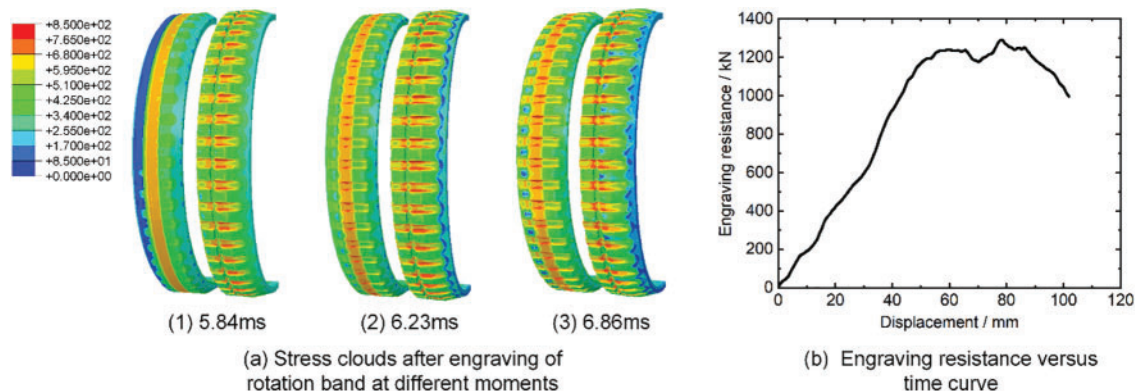 +8.500e+02
+7.650e+02
+6.800e+02
+5.950e+02
+5.100e+02
+4.250e+02
+3.400e+02
+2.550e+02
+1.700e+02
+8.500e+01
+0.000e+00
(1) 5.84ms
(2) 6.23ms
(3) 6.86ms
(a) Stress clouds after engraving of
rotation band at different moments
Engraving resistance / kN
1400
1200
1000
800
600
400
200
0
0 20 40 60 80 100 120
Displacement / mm
(b) Engraving resistance versus
time curve